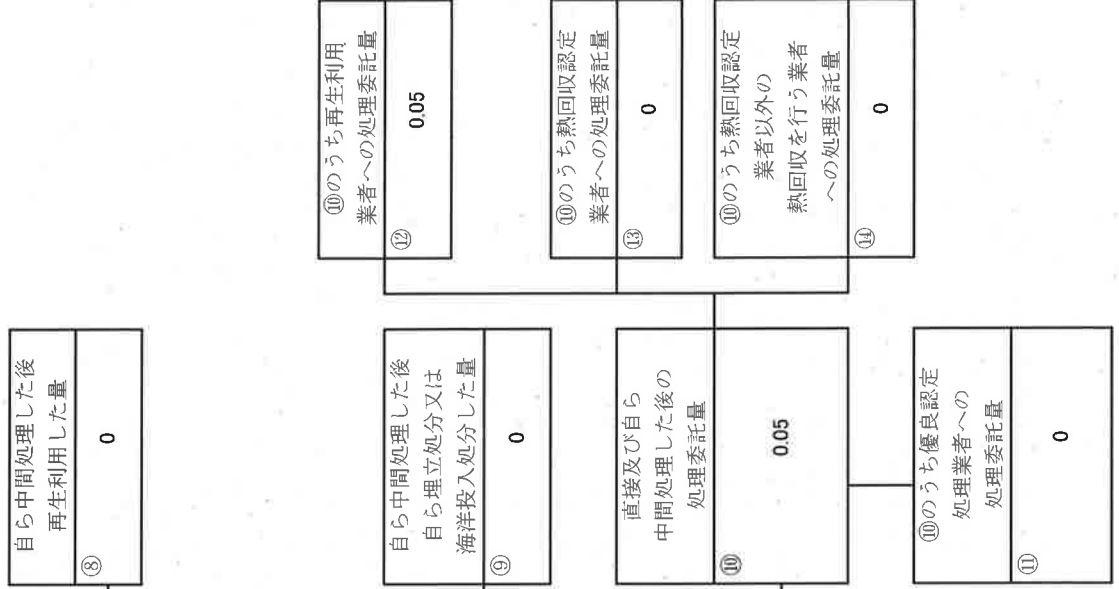 自ら中間処理した後
再生利用した量
⑧
0
自ら中間処理した後
自ら埋立処分又は
海洋投入処分した量
⑨
0
直接及び自ら
中間処理した後の
処理委託量
⑩
0.05
⑩のうち優良認定
処理業者への
処理委託量
⑪
0
⑩のうち再生利用
業者への処理委託量
⑫
0.05
⑩のうち熱回収認定
業者への処理委託量
⑬
0
⑩のうち熱回収認定
業者以外の
熱回収を行う業者
への処理委託量
⑭
0